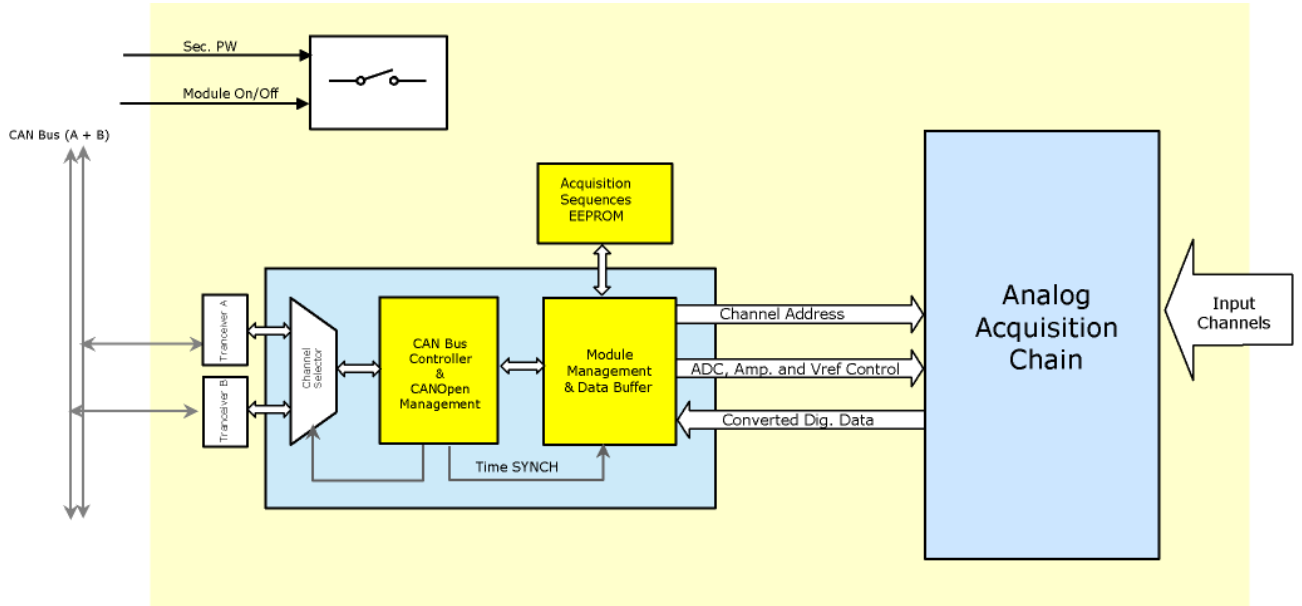 Sec. PW
Module On/Off
CAN Bus (A + B)
Acquisition
Sequences
EEPROM
Tranceiver A
Tranceiver B
Channel
Selector
CAN Bus
Controller
&
CANOpen
Management
Module
Management
& Data Buffer
Time SYNCH
Channel Address
ADC, Amp. and Vref Control
Converted Dig. Data
Analog
Acquisition
Chain
Input
Channels